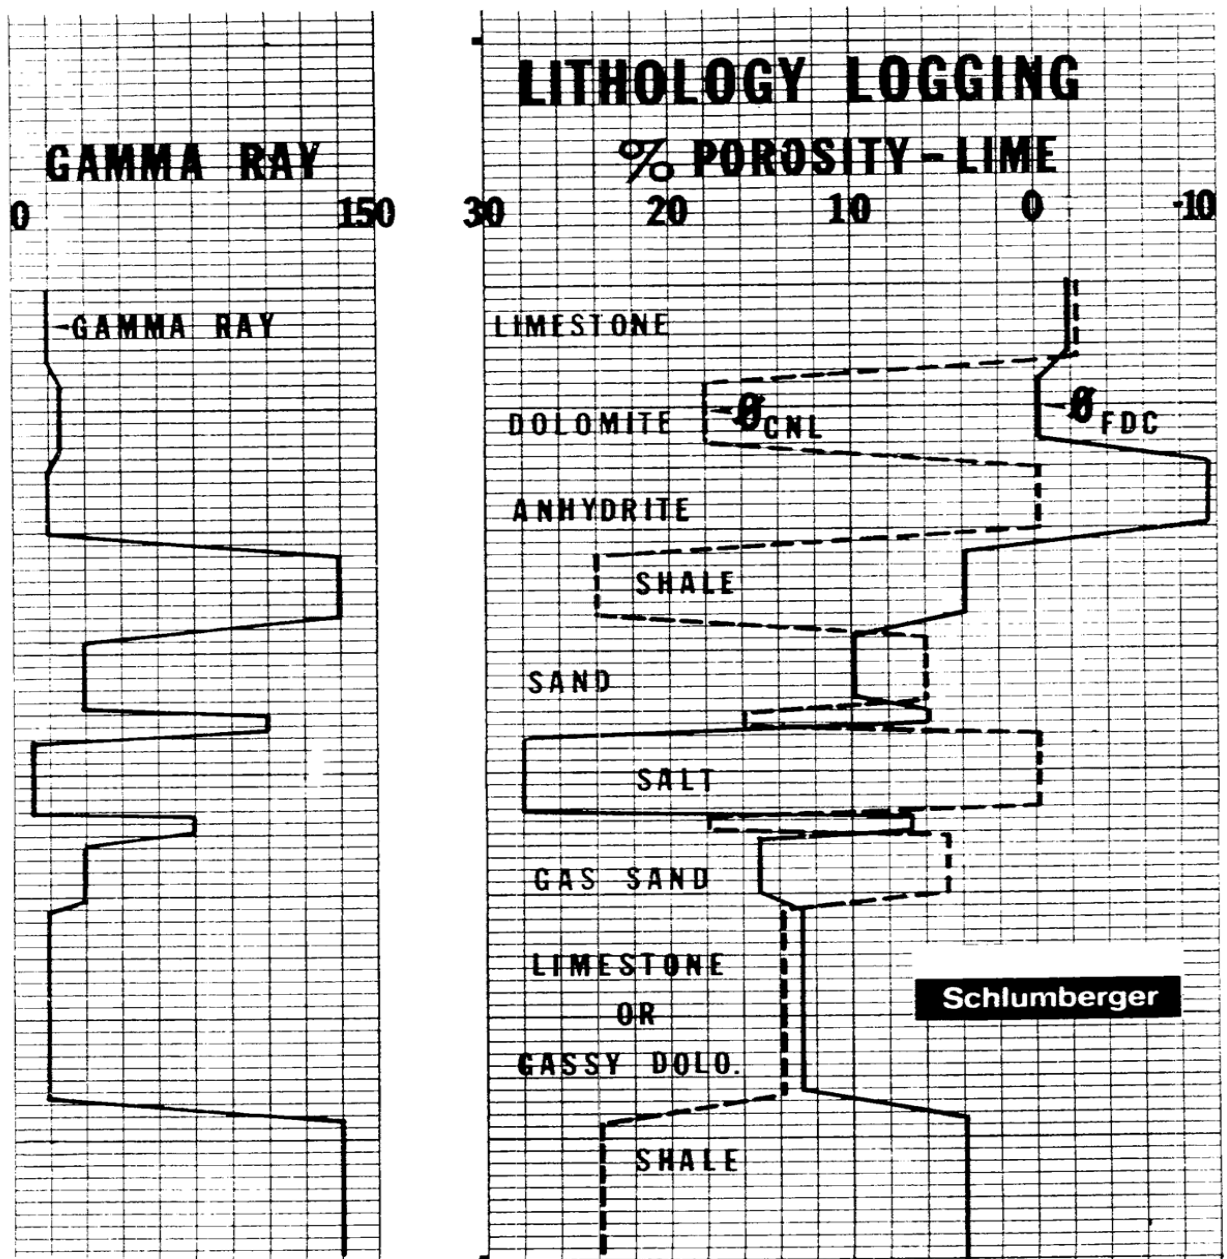 LITHOLOGY LOGGING
GAMMA RAY
% POROSITY - LIME
0 150
30 20 10 0 -10
GAMMA RAY
LIMESTONE
DOLOMITE
ØCNL
ØFDC
ANHYDRITE
SHALE
SAND
SALT
GAS SAND
LIMESTONE
OR
GASSY DOLO.
Schlumberger
SHALE